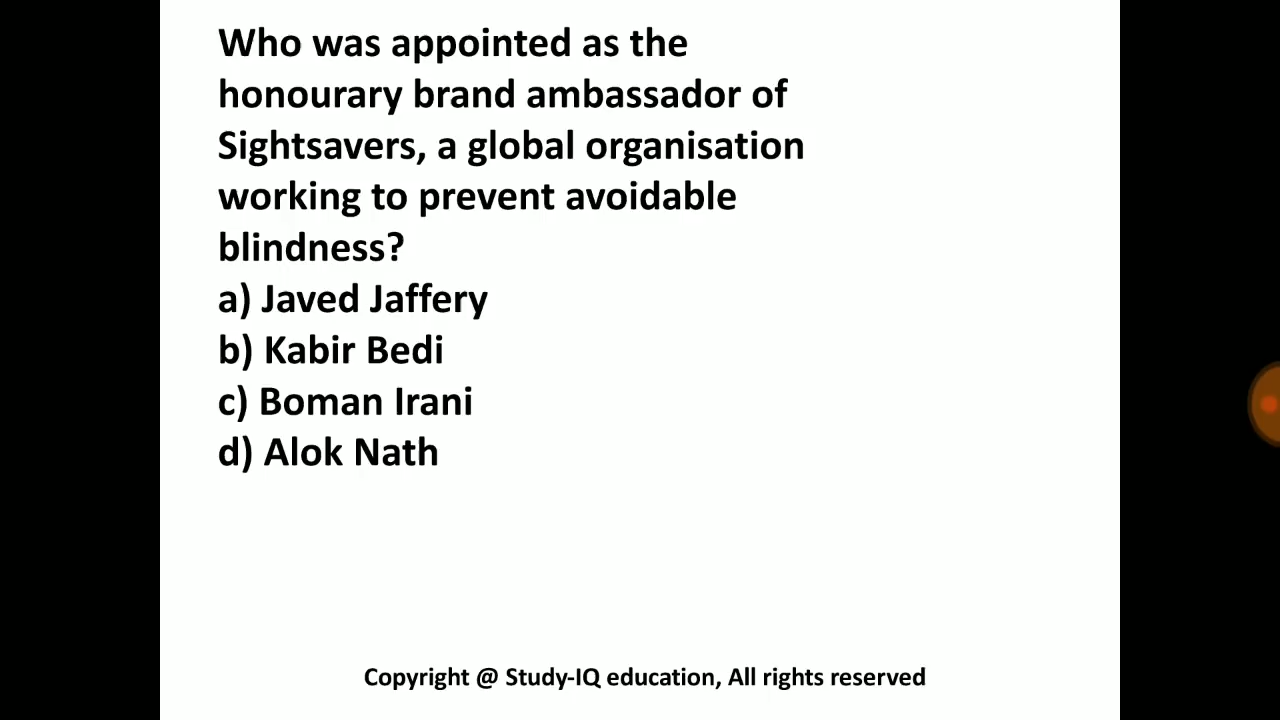 Who was appointed as the
honourary brand ambassador of
Sightsavers, a global organisation
working to prevent avoidable
blindness?
a) Javed Jaffery
b) Kabir Bedi
c) Boman Irani
d) Alok Nath
Copyright @ Study-IQ education, All rights reserved